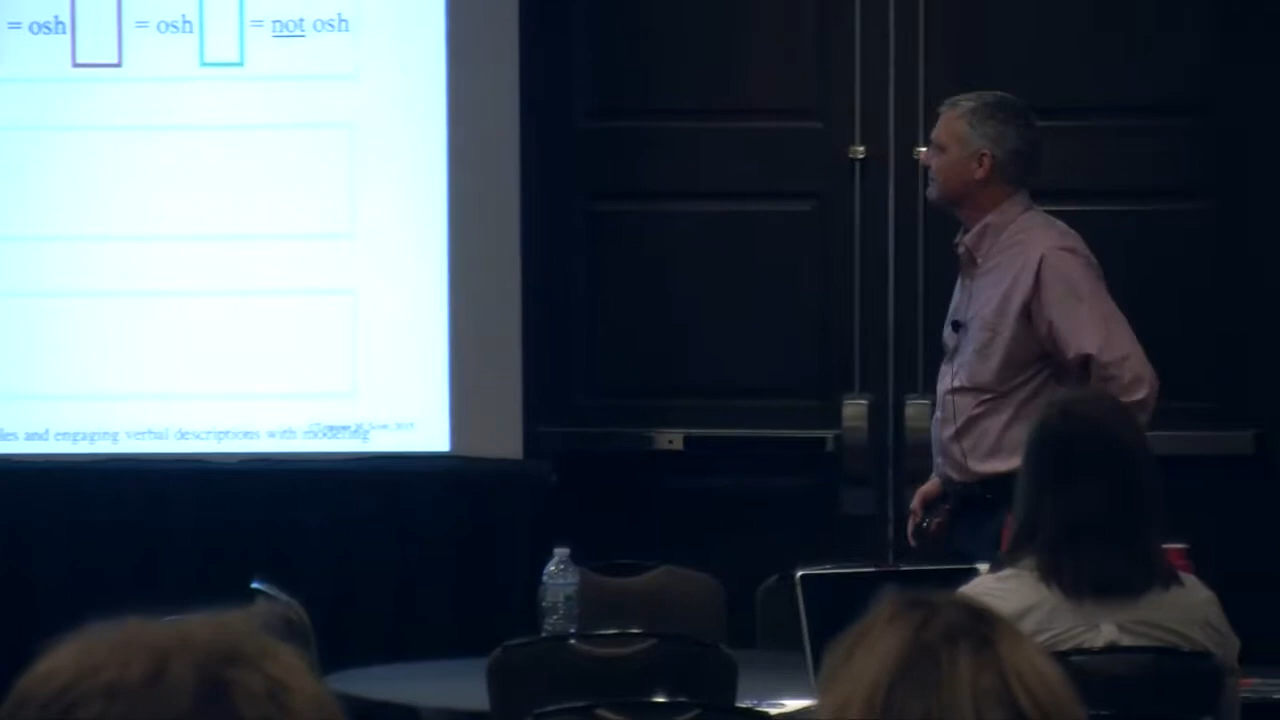 = osh = osh = not osh
les and engaging verbal descriptions with modeling